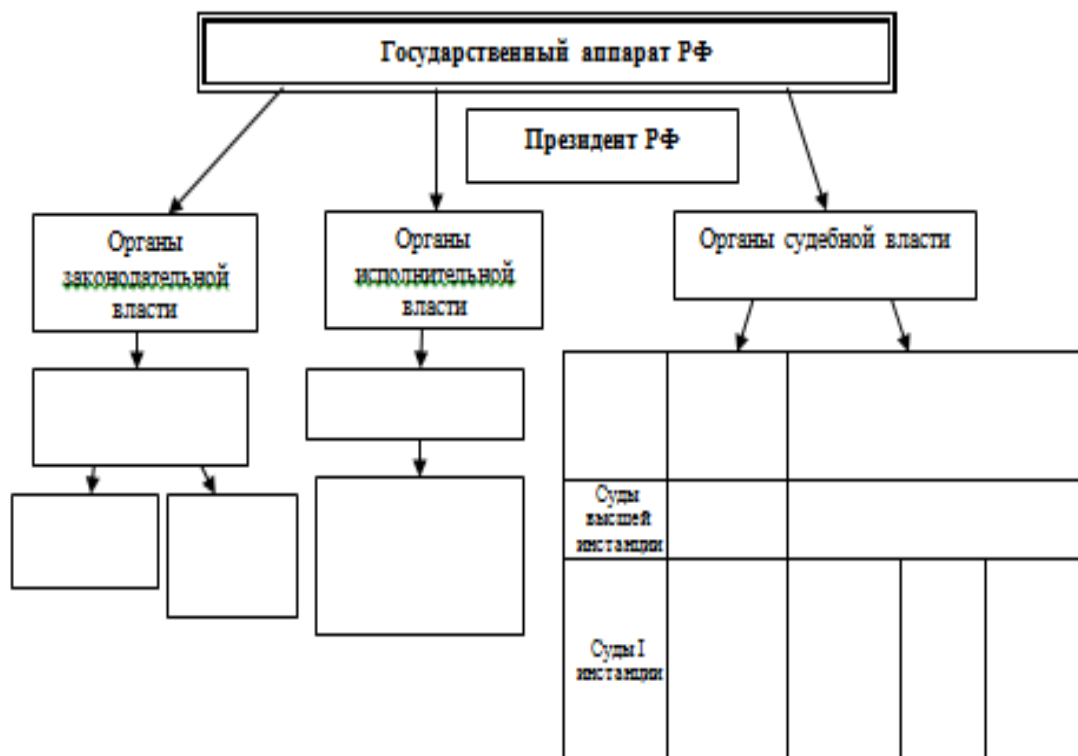 Государственный аппарат РФ
Президент РФ
Органы
законодательной
власти
Органы
исполнительной
власти
Органы судебной власти
Суды
высшей
инстанции
Суды I
инстанции